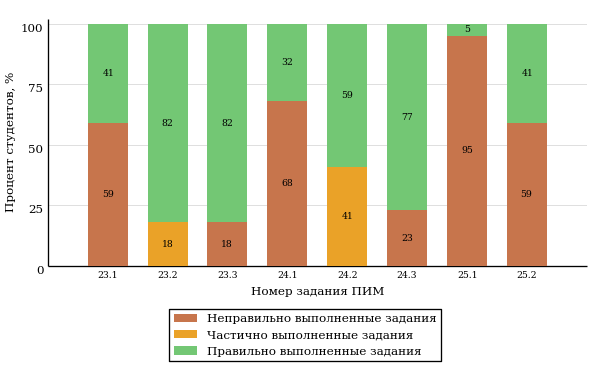 100
75
50
25
0
Процент студентов, %
41 82 82 32 59 77 5 41
59 18 18 68 41 23 95 59
23.1 23.2 23.3 24.1 24.2 24.3 25.1 25.2
Номер задания ПИМ
Неправильно выполненные задания
Частично выполненные задания
Правильно выполненные задания